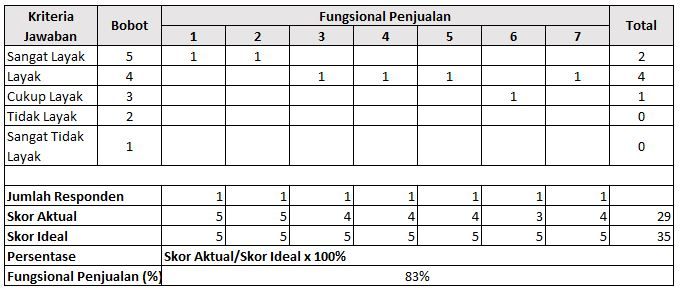 Kriteria Jawaban Bobot Fungsional Penjualan Total
1 2 3 4 5 6 7
Sangat Layak 5 1 1 2
Layak 4 1 1 1 1 4
Cukup Layak 3 1 1
Tidak Layak 2 0
Sangat Tidak Layak 1 0
Jumlah Responden 1 1 1 1 1 1 1
Skor Aktual 5 5 4 4 4 3 4 29
Skor Ideal 5 5 5 5 5 5 5 35
Persentase Skor Aktual/Skor Ideal x 100%
Fungsional Penjualan (%) 83%